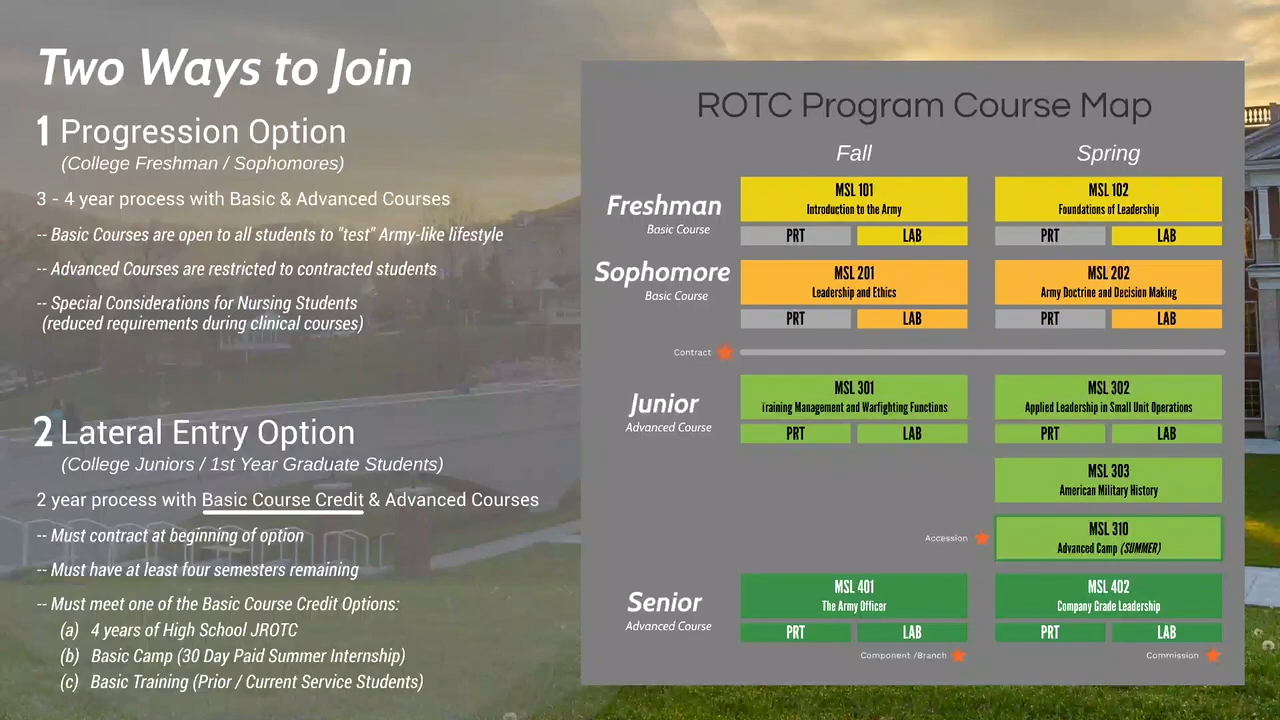 Two Ways to Join
1 Progression Option
(College Freshman / Sophomores)
3 - 4 year process with Basic & Advanced Courses
-- Basic Courses are open to all students to "test" Army-like lifestyle
-- Advanced Courses are restricted to contracted students
-- Special Considerations for Nursing Students
(reduced requirements during clinical courses)
2 Lateral Entry Option
(College Juniors / 1st Year Graduate Students)
2 year process with Basic Course Credit & Advanced Courses
-- Must contract at beginning of option
-- Must have at least four semesters remaining
-- Must meet one of the Basic Course Credit Options:
(a) 4 years of High School JROTC
(b) Basic Camp (30 Day Paid Summer Internship)
(c) Basic Training (Prior / Current Service Students)
ROTC Program Course Map
Fall Spring
Freshman
Basic Course
MSL 101
Introduction to the Army
PRT LAB
MSL 102
Foundations of Leadership
PRT LAB
Sophomore
Basic Course
MSL 201
Leadership and Ethics
PRT LAB
MSL 202
Army Doctrine and Decision Making
PRT LAB
Contract
Junior
Advanced Course
MSL 301
Training Management and Warfighting Functions
PRT LAB
MSL 302
Applied Leadership in Small Unit Operations
PRT LAB
MSL 303
American Military History
Accession
MSL 310
Advanced Camp (SUMMER)
Senior
Advanced Course
MSL 401
The Army Officer
PRT LAB
MSL 402
Company Grade Leadership
PRT LAB
Component /Branch
Commission